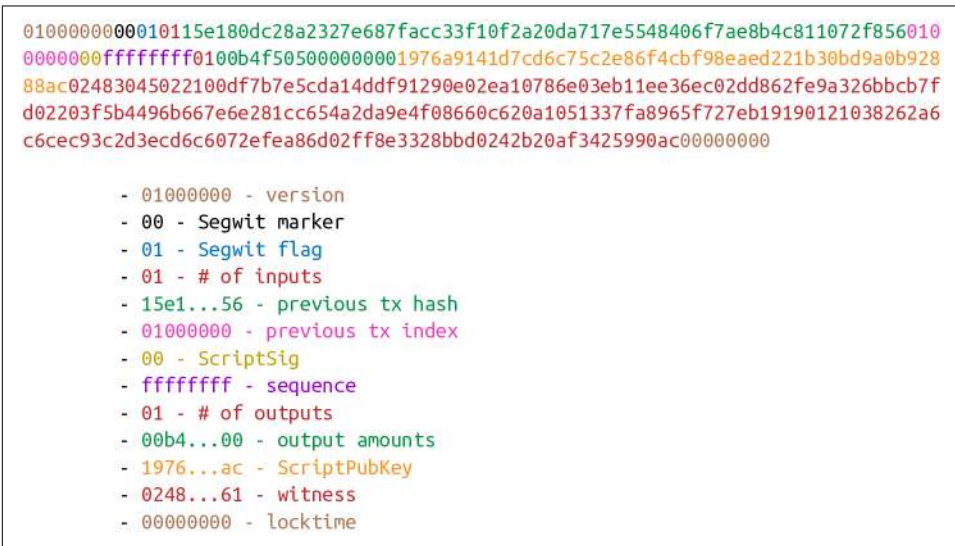 01000000000101​15e180dc28a2327e687facc33f10f2a20da717e5548406f7ae8b4c811072f856010
0000000ffffffff0100b4f505000000001976a9141d7cd6c75c2e86f4cbf98eaed221b30bd9a0b928
88ac02483045022100df7b7e5cda14ddf91290e02ea10786e03eb11ee36ec02dd862fe9a326bbcb7f
d02203f5b4496b667e6e281cc654a2da9e4f08660c620a1051337fa8965f727eb19190121038262a6
c6cec93c2d3ecd6c6072efea86d02ff8e3328bbd0242b20af3425990ac00000000
- 01000000 - version
- 00 - Segwit marker
- 01 - Segwit flag
- 01 - # of inputs
- 15e1...56 - previous tx hash
- 01000000 - previous tx index
- 00 - ScriptSig
- ffffffff - sequence
- 01 - # of outputs
- 00b4...00 - output amounts
- 1976...ac - ScriptPubKey
- 0248...61 - witness
- 00000000 - locktime